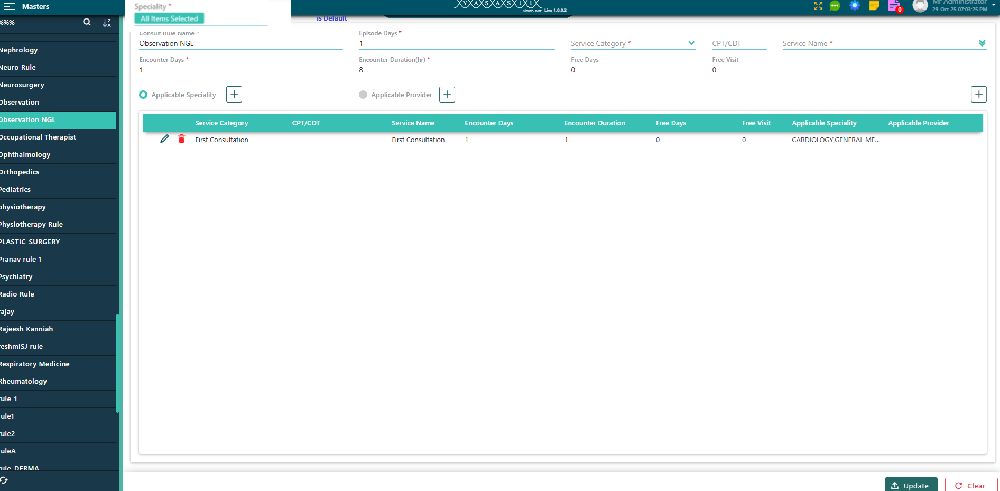 Masters
Speciality *
All Items Selected
YASASIII
simple . easy Live 1.0.0.2
Mr Administrator
29-Oct-25 07:03:25 PM
0
%%%
Z
A
is Default
Nephrology
Neuro Rule
Neurosurgery
Observation
Observation NGL
Occupational Therapist
Ophthalmology
Orthopedics
Pediatrics
physiotherapy
Physiotherapy Rule
PLASTIC-SURGERY
Pranav rule 1
Psychiatry
Radio Rule
rajay
Rajeesh Kanniah
reshmiSJ rule
Respiratory Medicine
Rheumatology
rule_1
rule1
rule2
ruleA
rule_DERMA
Consult Rule Name *
Observation NGL
Episode Days *
1
Service Category *
CPT/CDT
Service Name *
Encounter Days *
1
Encounter Duration(hr) *
8
Free Days
0
Free Visit
0
Applicable Speciality
Applicable Provider
Service Category CPT/CDT Service Name Encounter Days Encounter Duration Free Days Free Visit Applicable Speciality Applicable Provider
First Consultation First Consultation 1 1 0 0 CARDIOLOGY,GENERAL ME...
Update
Clear